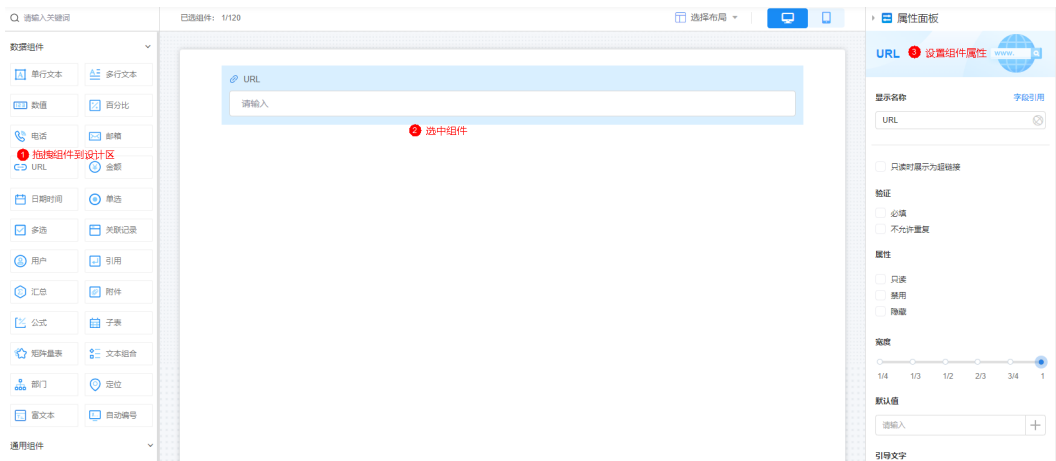 请输入关键词
已选组件: 1/120
选择布局
属性面板
数据组件
单行文本
多行文本
数值
百分比
电话
邮箱
1 拖拽组件到设计区
URL
金额
日期时间
单选
多选
关联记录
用户
引用
汇总
附件
公式
子表
矩阵量表
文本组合
部门
定位
富文本
自动编号
通用组件
URL
请输入
2 选中组件
URL
3 设置组件属性
www.
显示名称
字段引用
URL
只读时展示为超链接
验证
必填
不允许重复
属性
只读
禁用
隐藏
宽度
1/4 1/3 1/2 2/3 3/4 1
默认值
请输入
引导文字